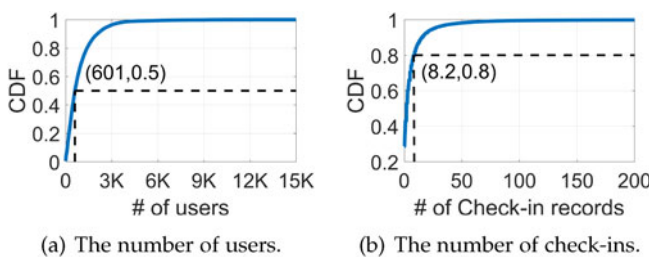 1
0.8
0.6
0.4
0.2
0
CDF
(601,0.5)
0 3K 6K 9K 12K 15K
# of users
(a) The number of users.
1
0.8
0.6
0.4
0.2
CDF
(8.2,0.8)
0 50 100 150 200
# of Check-in records
(b) The number of check-ins.